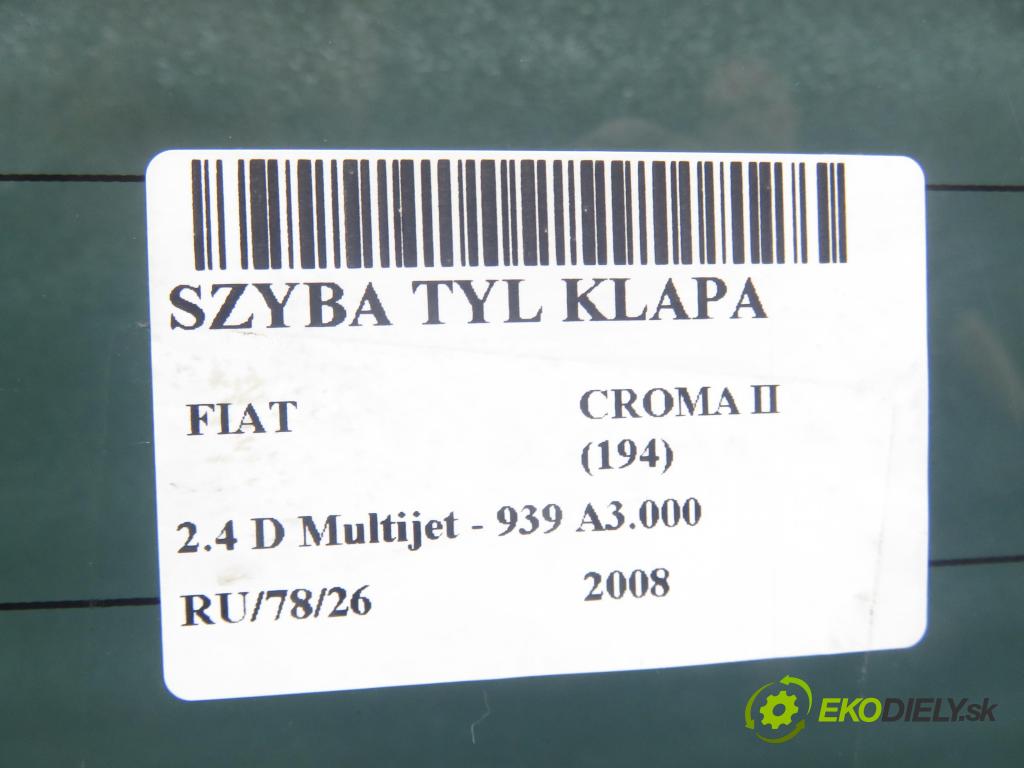 SZYBA TYL KLAPA
FIAT
CROMA II
(194)
2.4 D Multijet - 939 A3.000
RU/78/26
2008
EKODIELY.sk